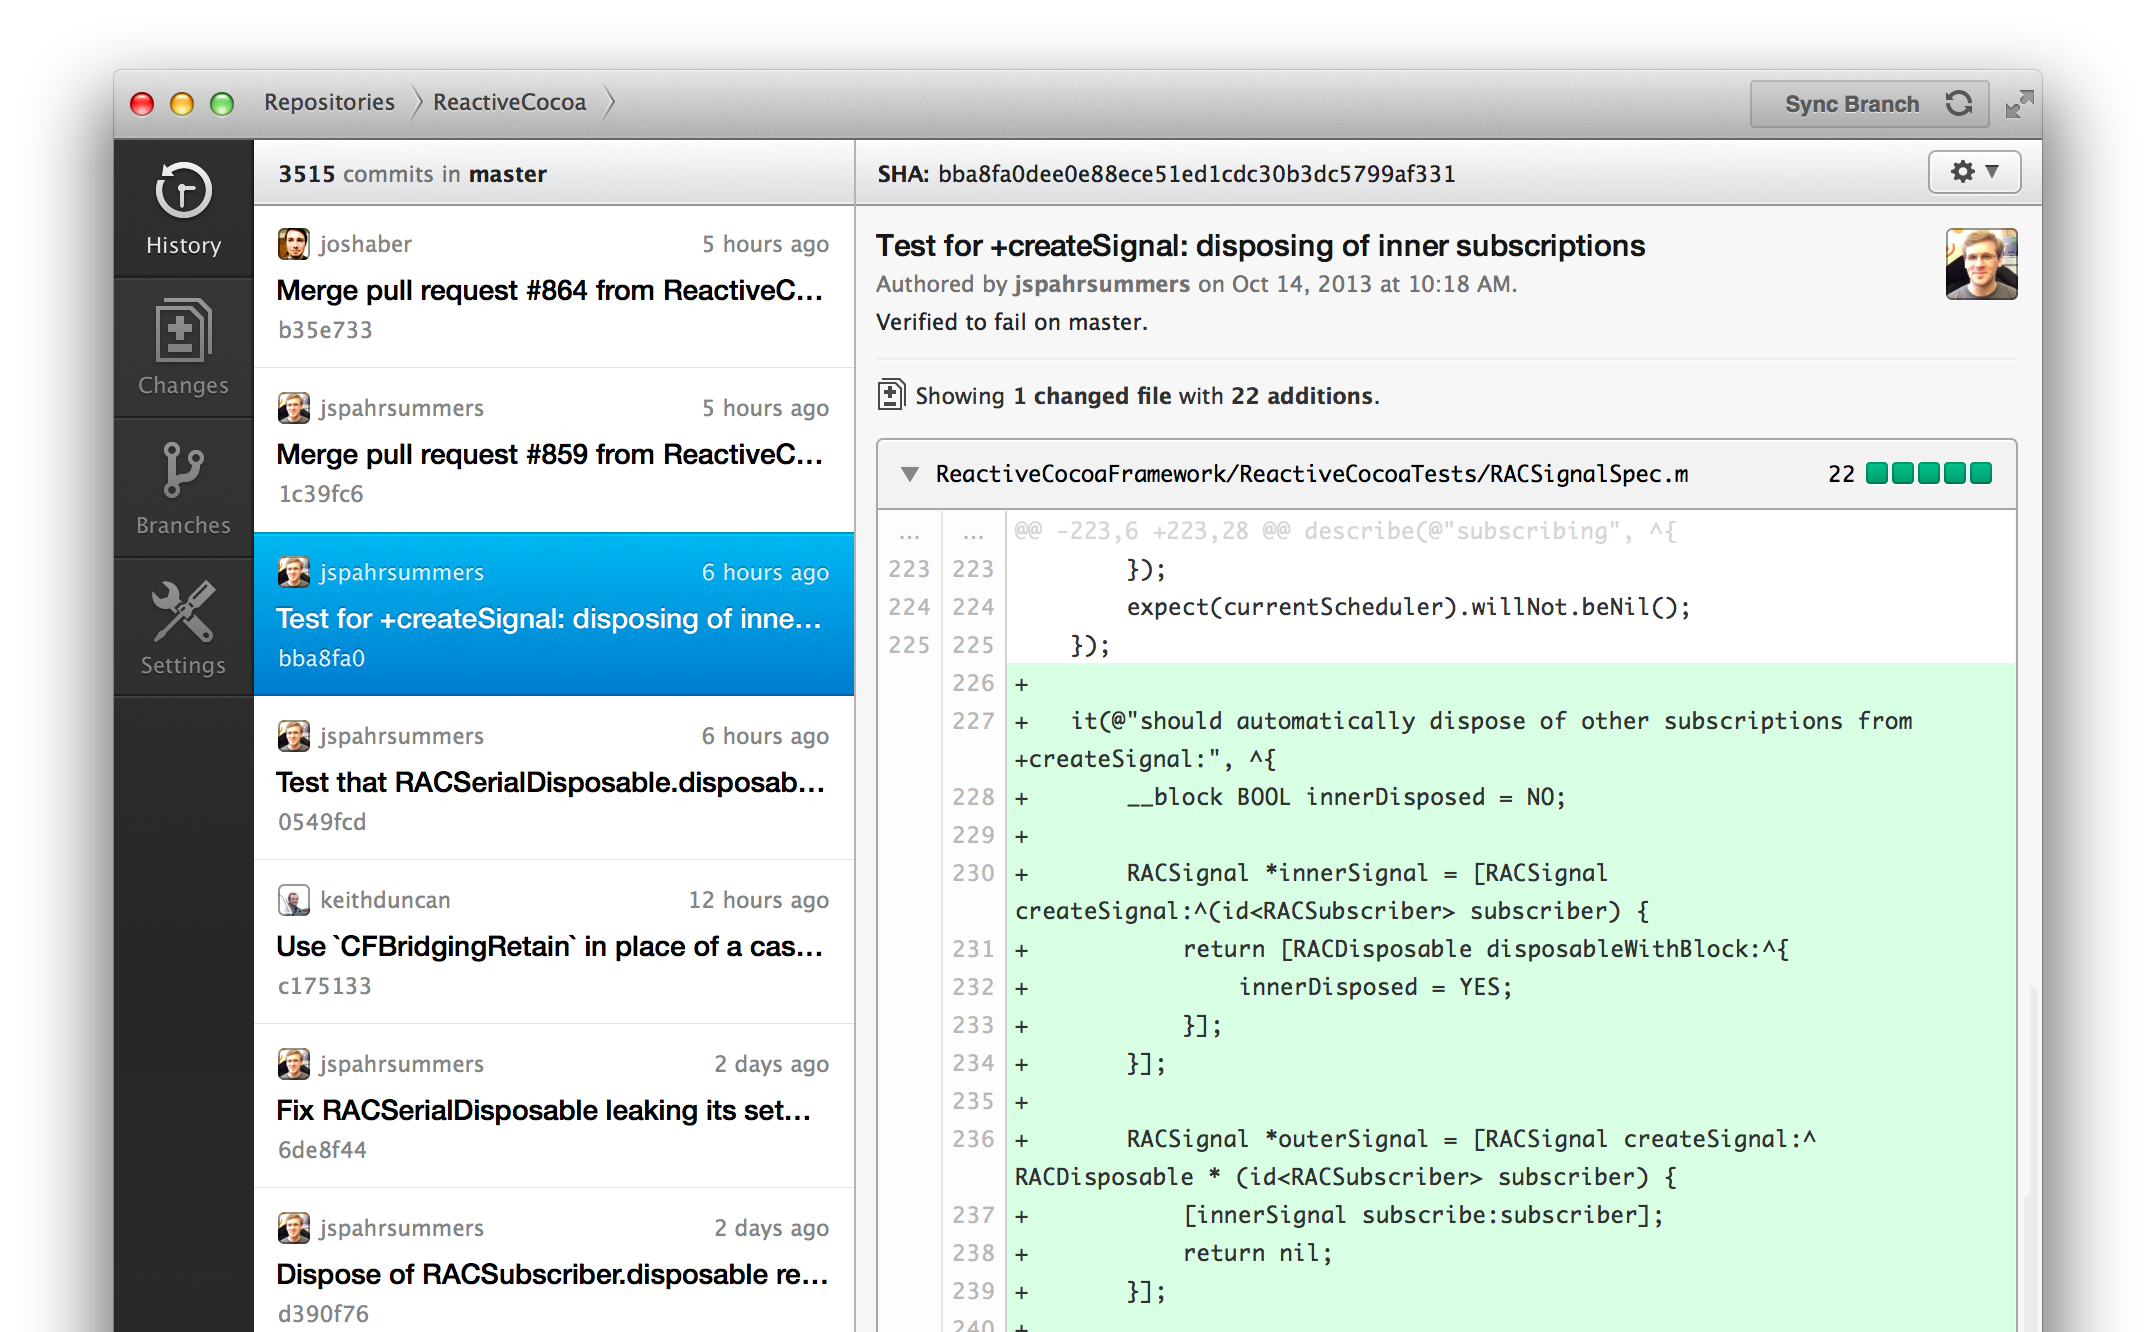 Repositories
ReactiveCocoa
Sync Branch
History
Changes
Branches
Settings
3515 commits in master
joshaber 5 hours ago
Merge pull request #864 from ReactiveC...
b35e733
jspahrsummers 5 hours ago
Merge pull request #859 from ReactiveC...
1c39fc6
jspahrsummers 6 hours ago
Test for +createSignal: disposing of inne...
bba8fa0
jspahrsummers 6 hours ago
Test that RACSerialDisposable.disposab...
0549fcd
keithduncan 12 hours ago
Use `CFBridgingRetain` in place of a cas...
c175133
jspahrsummers 2 days ago
Fix RACSerialDisposable leaking its set...
6de8f44
jspahrsummers 2 days ago
Dispose of RACSubscriber.disposable re...
d390f76
SHA: bba8fa0dee0e88ece51ed1cdc30b3dc5799af331
Test for +createSignal: disposing of inner subscriptions
Authored by jspahrsummers on Oct 14, 2013 at 10:18 AM.
Verified to fail on master.
Showing 1 changed file with 22 additions.
ReactiveCocoaFramework/ReactiveCocoaTests/RACSignalSpec.m 22
... ... @@ -223,6 +223,28 @@ describe(@"subscribing", ^{
223 223 });
224 224 expect(currentScheduler).willNot.beNil();
225 225 });
226 +
227 + it(@"should automatically dispose of other subscriptions from
+createSignal:", ^{
228 + __block BOOL innerDisposed = NO;
229 +
230 + RACSignal *innerSignal = [RACSignal
createSignal:^(id<RACSubscriber> subscriber) {
231 + return [RACDisposable disposableWithBlock:^{
232 + innerDisposed = YES;
233 + }];
234 + }];
235 +
236 + RACSignal *outerSignal = [RACSignal createSignal:^
RACDisposable * (id<RACSubscriber> subscriber) {
237 + [innerSignal subscribe:subscriber];
238 + return nil;
239 + }];
240 +